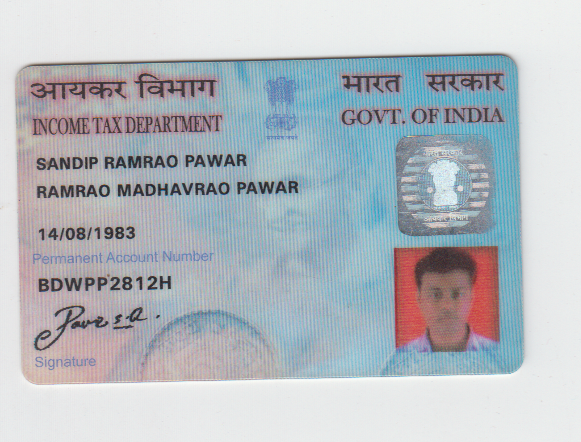 आयकर विभाग
भारत सरकार
INCOME TAX DEPARTMENT
GOVT. OF INDIA
SANDIP RAMRAO PAWAR
RAMRAO MADHAVRAO PAWAR
14/08/1983
Permanent Account Number
BDWPP2812H
Signature